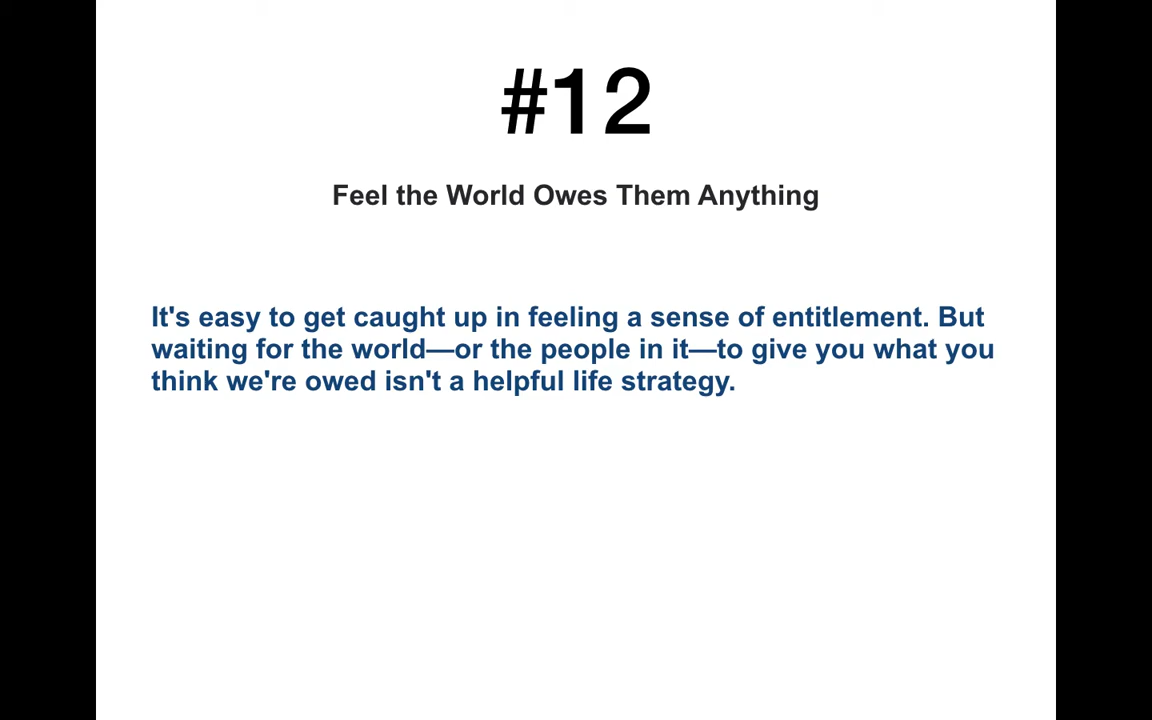 #12
Feel the World Owes Them Anything
It's easy to get caught up in feeling a sense of entitlement. But
waiting for the world—or the people in it—to give you what you
think we're owed isn't a helpful life strategy.